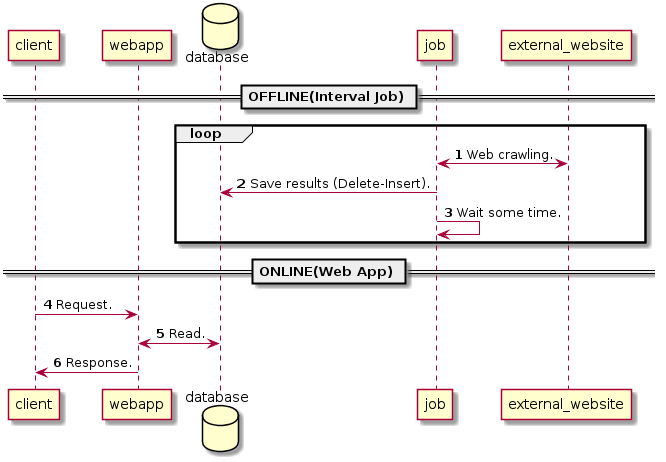 client
webapp
database
job
external_website
OFFLINE(Interval Job)
loop
1 Web crawling.
2 Save results (Delete-Insert).
3 Wait some time.
ONLINE(Web App)
4 Request.
5 Read.
6 Response.
client
webapp
database
job
external_website